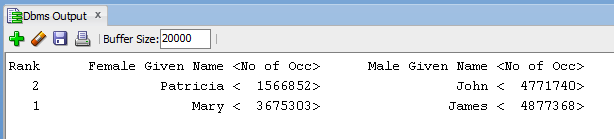 Dbms Output x
Buffer Size: 20000
Rank Female Given Name <No of Occ> Male Given Name <No of Occ>
2 Patricia < 1566852> John < 4771740>
1 Mary < 3675303> James < 4877368>